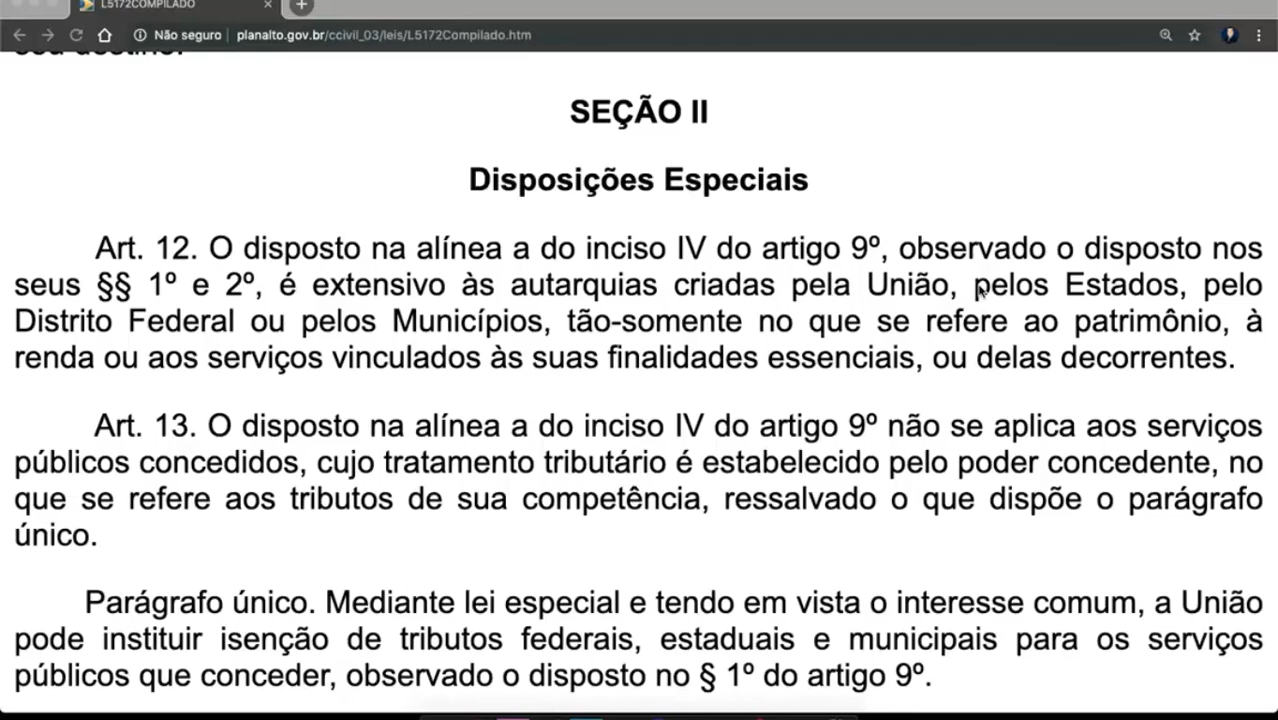 L5172COMPILADO
Não seguro
planalto.gov.br/ccivil_03/leis/L5172Compilado.htm
seu destino.
SEÇÃO II
Disposições Especiais
Art. 12. O disposto na alínea a do inciso IV do artigo 9º, observado o disposto nos
seus §§ 1º e 2º, é extensivo às autarquias criadas pela União, pelos Estados, pelo
Distrito Federal ou pelos Municípios, tão-somente no que se refere ao patrimônio, à
renda ou aos serviços vinculados às suas finalidades essenciais, ou delas decorrentes.
Art. 13. O disposto na alínea a do inciso IV do artigo 9º não se aplica aos serviços
públicos concedidos, cujo tratamento tributário é estabelecido pelo poder concedente, no
que se refere aos tributos de sua competência, ressalvado o que dispõe o parágrafo
único.
Parágrafo único. Mediante lei especial e tendo em vista o interesse comum, a União
pode instituir isenção de tributos federais, estaduais e municipais para os serviços
públicos que conceder, observado o disposto no § 1º do artigo 9º.